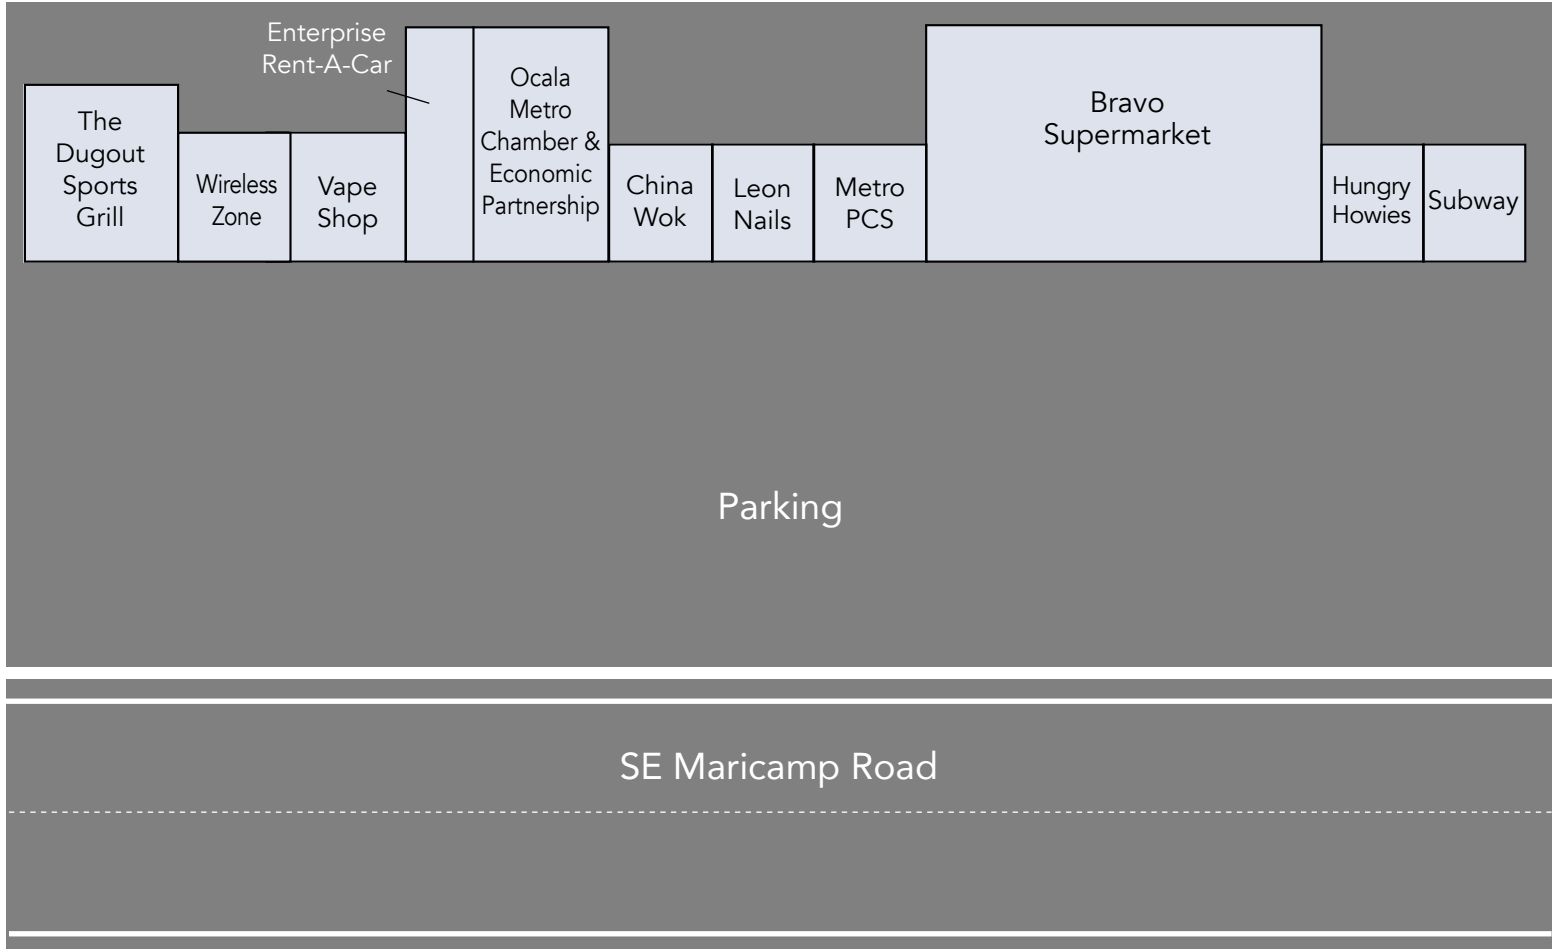 Enterprise
Rent-A-Car
The
Dugout
Sports
Grill
Wireless
Zone
Vape
Shop
Ocala
Metro
Chamber &
Economic
Partnership
China
Wok
Leon
Nails
Metro
PCS
Bravo
Supermarket
Hungry
Howies
Subway
Parking
SE Maricamp Road